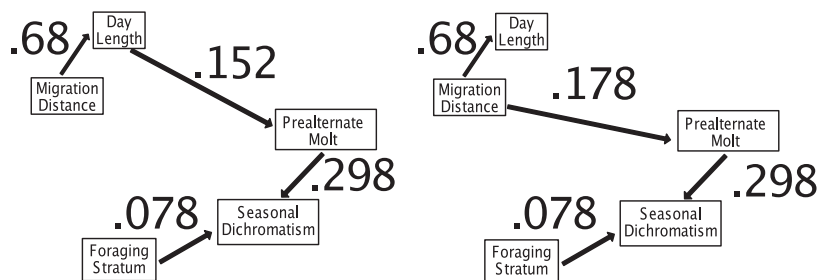 .68
Day
Length
.152
Migration
Distance
Prealternate
Molt
.298
.078
Seasonal
Dichromatism
Foraging
Stratum
.68
Day
Length
.178
Migration
Distance
Prealternate
Molt
.298
.078
Seasonal
Dichromatism
Foraging
Stratum